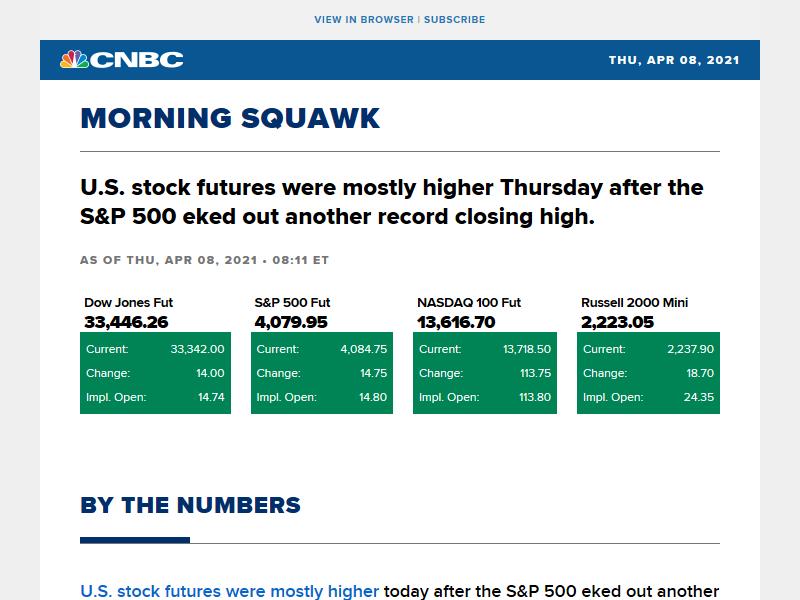 VIEW IN BROWSER | SUBSCRIBE
CNBC THU, APR 08, 2021
MORNING SQUAWK
U.S. stock futures were mostly higher Thursday after the
S&P 500 eked out another record closing high.
AS OF THU, APR 08, 2021 • 08:11 ET
Dow Jones Fut S&P 500 Fut NASDAQ 100 Fut Russell 2000 Mini
33,446.26 4,079.95 13,616.70 2,223.05
Current: 33,342.00 Current: 4,084.75 Current: 13,718.50 Current: 2,237.90
Change: 14.00 Change: 14.75 Change: 113.75 Change: 18.70
Impl. Open: 14.74 Impl. Open: 14.80 Impl. Open: 113.80 Impl. Open: 24.35
BY THE NUMBERS
U.S. stock futures were mostly higher today after the S&P 500 eked out another